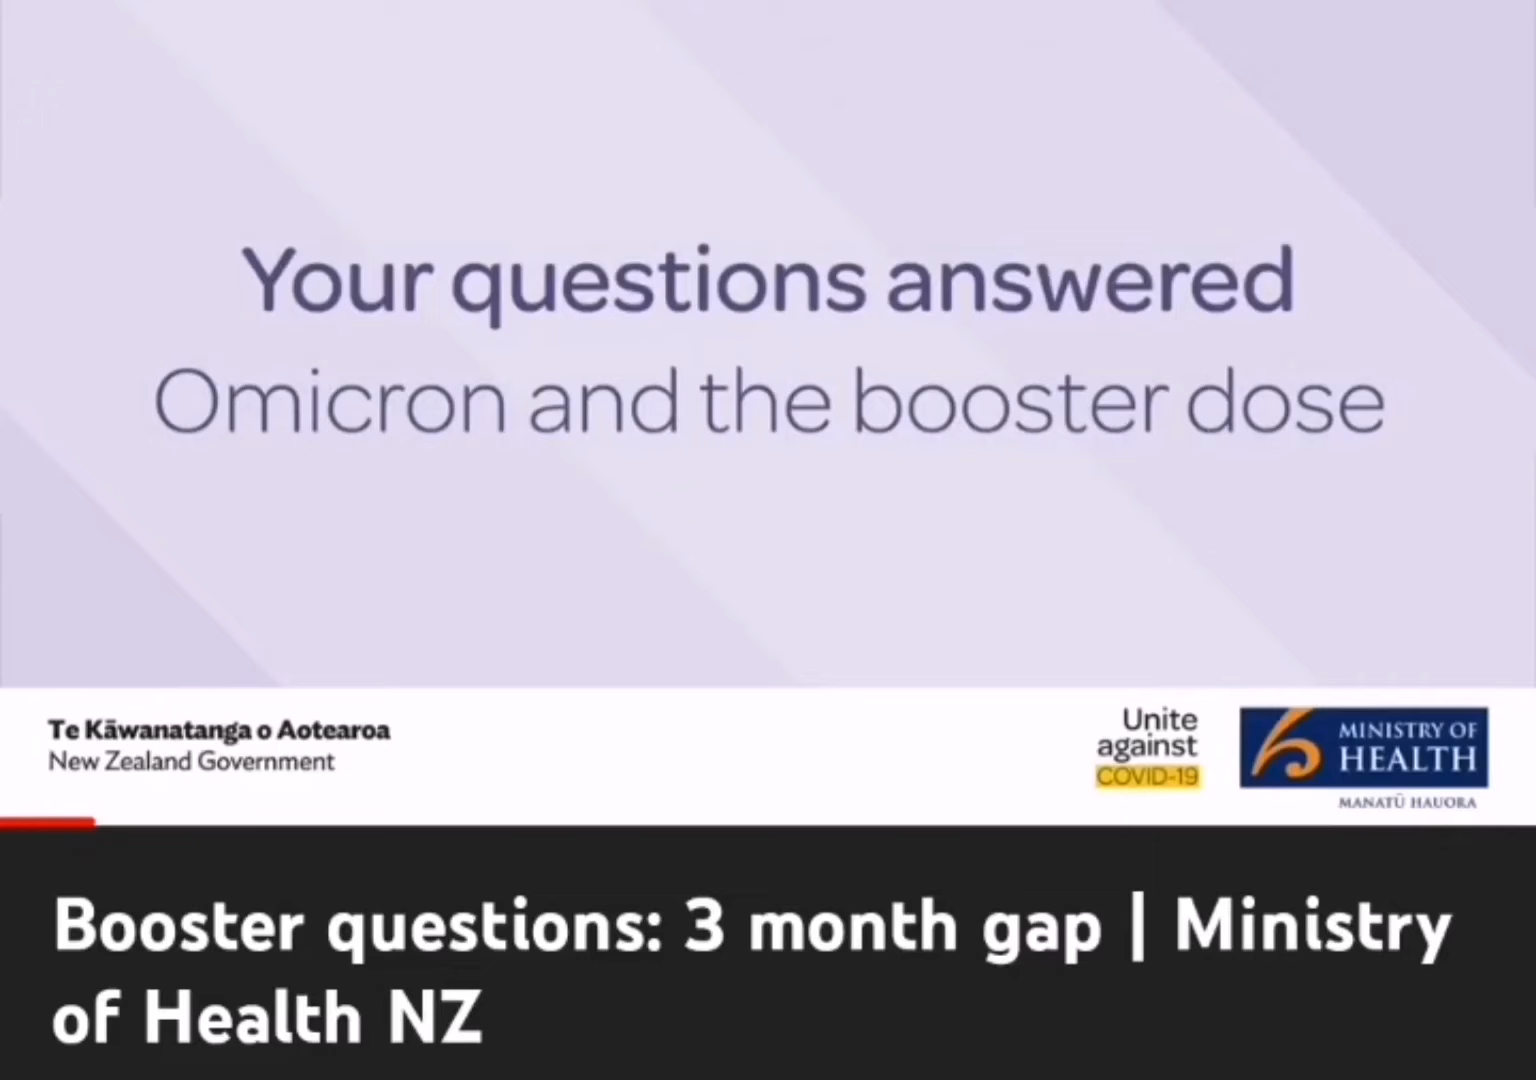 Your questions answered
Omicron and the booster dose
Te Kāwanatanga o Aotearoa
New Zealand Government
Unite
against
COVID-19
MINISTRY OF
HEALTH
MANATŪ HAUORA
Booster questions: 3 month gap | Ministry
of Health NZ